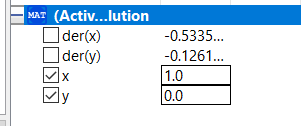 MAT (Activ...lution
der(x) -0.5335...
der(y) -0.1261...
x 1.0
y 0.0